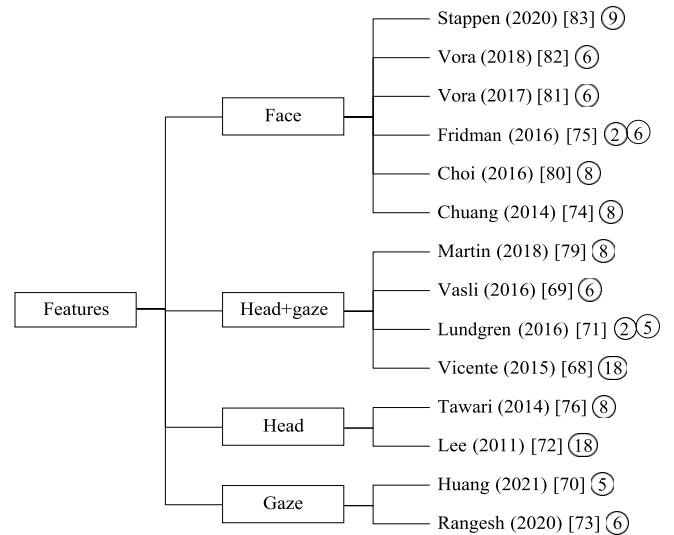 Features
Face
Stappen (2020) [83] 9
Vora (2018) [82] 6
Vora (2017) [81] 6
Fridman (2016) [75] 2 6
Choi (2016) [80] 8
Chuang (2014) [74] 8
Head+gaze
Martin (2018) [79] 8
Vasli (2016) [69] 6
Lundgren (2016) [71] 2 5
Vicente (2015) [68] 18
Head
Tawari (2014) [76] 8
Lee (2011) [72] 18
Gaze
Huang (2021) [70] 5
Rangesh (2020) [73] 6